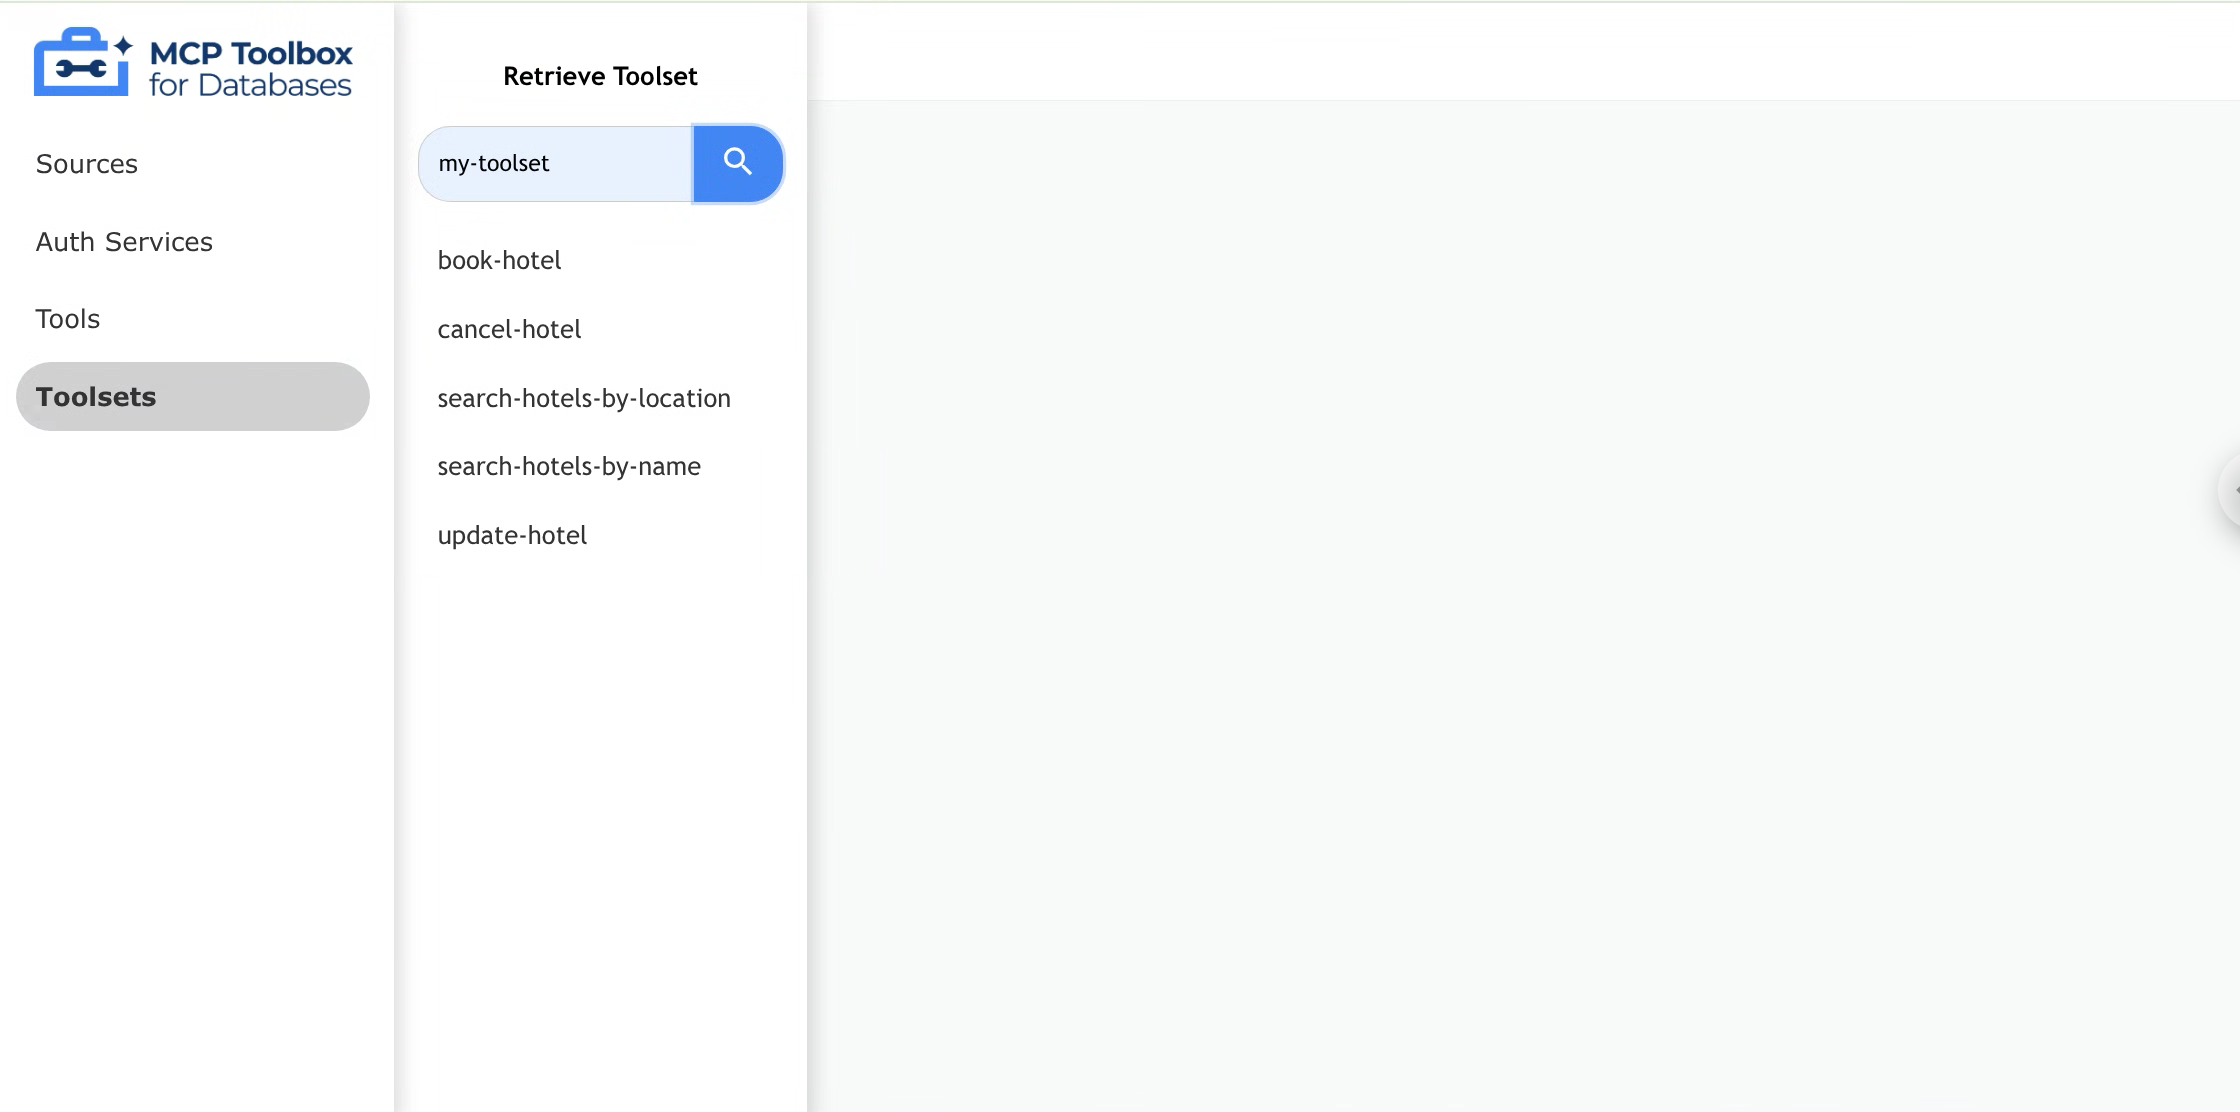 MCP Toolbox
for Databases
Sources
Auth Services
Tools
Toolsets
Retrieve Toolset
my-toolset
book-hotel
cancel-hotel
search-hotels-by-location
search-hotels-by-name
update-hotel